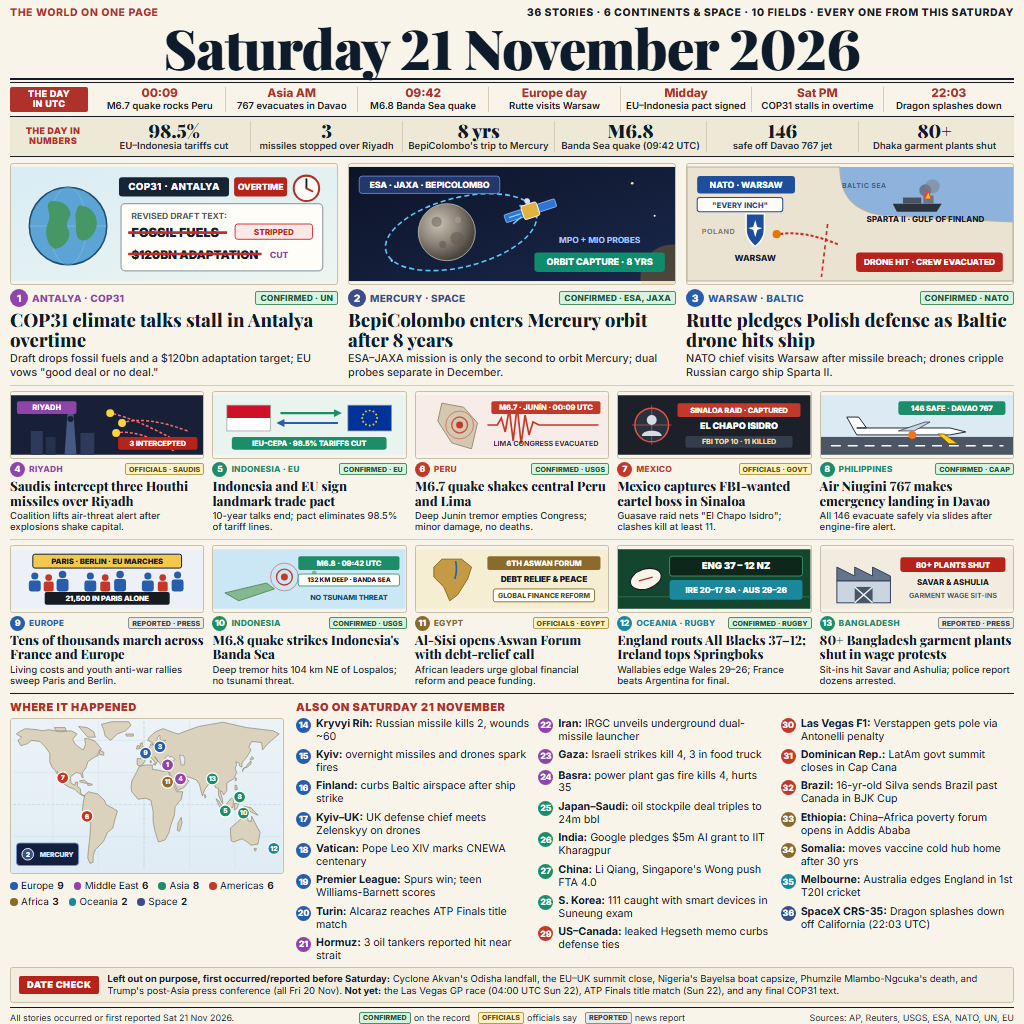 THE WORLD ON ONE PAGE
36 STORIES · 6 CONTINENTS & SPACE · 10 FIELDS · EVERY ONE FROM THIS SATURDAY
Saturday 21 November 2026
THE DAY
IN UTC
00:09
M6.7 quake rocks Peru
Asia AM
767 evacuates in Davao
09:42
M6.8 Banda Sea quake
Europe day
Rutte visits Warsaw
Midday
EU–Indonesia pact signed
Sat PM
COP31 stalls in overtime
22:03
Dragon splashes down
THE DAY IN
NUMBERS
98.5%
EU–Indonesia tariffs cut
3
missiles stopped over Riyadh
8 yrs
BepiColombo's trip to Mercury
M6.8
Banda Sea quake (09:42 UTC)
146
safe off Davao 767 jet
80+
Dhaka garment plants shut
COP31 · ANTALYA
OVERTIME
REVISED DRAFT TEXT:
FOSSIL FUELS
STRIPPED
$120BN ADAPTATION
CUT
1 ANTALYA · COP31
CONFIRMED · UN
COP31 climate talks stall in Antalya
overtime
Draft drops fossil fuels and a $120bn adaptation target; EU
vows "good deal or no deal."
ESA · JAXA · BEPICOLOMBO
MPO + MIO PROBES
ORBIT CAPTURE · 8 YRS
2 MERCURY · SPACE
CONFIRMED · ESA, JAXA
BepiColombo enters Mercury orbit
after 8 years
ESA–JAXA mission is only the second to orbit Mercury; dual
probes separate in December.
NATO · WARSAW
"EVERY INCH"
BALTIC SEA
SPARTA II · GULF OF FINLAND
POLAND
WARSAW
DRONE HIT · CREW EVACUATED
3 WARSAW · BALTIC
CONFIRMED · NATO
Rutte pledges Polish defense as Baltic
drone hits ship
NATO chief visits Warsaw after missile breach; drones cripple
Russian cargo ship Sparta II.
RIYADH
3 INTERCEPTED
4 RIYADH
OFFICIALS · SAUDIS
Saudis intercept three Houthi
missiles over Riyadh
Coalition lifts air-threat alert after
explosions shake capital.
IEU-CEPA · 98.5% TARIFFS CUT
5 INDONESIA · EU
CONFIRMED · EU
Indonesia and EU sign
landmark trade pact
10-year talks end; pact eliminates 98.5%
of tariff lines.
M6.7 · JUNÍN · 00:09 UTC
LIMA CONGRESS EVACUATED
6 PERU
CONFIRMED · USGS
M6.7 quake shakes central Peru
and Lima
Deep Junin tremor empties Congress;
minor damage, no deaths.
SINALOA RAID · CAPTURED
EL CHAPO ISIDRO
FBI TOP 10 · 11 KILLED
7 MEXICO
OFFICIALS · GOVT
Mexico captures FBI-wanted
cartel boss in Sinaloa
Guasave raid nets "El Chapo Isidro";
clashes kill at least 11.
146 SAFE · DAVAO 767
8 PHILIPPINES
CONFIRMED · CAAP
Air Niugini 767 makes
emergency landing in Davao
All 146 evacuate safely via slides after
engine-fire alert.
PARIS · BERLIN · EU MARCHES
21,500 IN PARIS ALONE
9 EUROPE
REPORTED · PRESS
Tens of thousands march across
France and Europe
Living costs and youth anti-war rallies
sweep Paris and Berlin.
M6.8 · 09:42 UTC
132 KM DEEP · BANDA SEA
NO TSUNAMI THREAT
10 INDONESIA
CONFIRMED · USGS
M6.8 quake strikes Indonesia's
Banda Sea
Deep tremor hits 104 km NE of Lospalos;
no tsunami threat.
6TH ASWAN FORUM
DEBT RELIEF & PEACE
GLOBAL FINANCE REFORM
11 EGYPT
OFFICIALS · EGYPT
Al-Sisi opens Aswan Forum
with debt-relief call
African leaders urge global financial
reform and peace funding.
ENG 37 – 12 NZ
IRE 20–17 SA · AUS 29–26
12 OCEANIA · RUGBY
CONFIRMED · RUGBY
England routs All Blacks 37–12;
Ireland tops Springboks
Wallabies edge Wales 29–26; France
beats Argentina for final.
80+ PLANTS SHUT
SAVAR & ASHULIA
GARMENT WAGE SIT-INS
13 BANGLADESH
REPORTED · PRESS
80+ Bangladesh garment plants
shut in wage protests
Sit-ins hit Savar and Ashulia; police report
dozens arrested.
WHERE IT HAPPENED
9 3 1 11 4 7 6 13 8 5 10 12
2 MERCURY
Europe 9 Middle East 6 Asia 8 Americas 6
Africa 3 Oceania 2 Space 2
ALSO ON SATURDAY 21 NOVEMBER
14 Kryvyi Rih: Russian missile kills 2, wounds
~60
15 Kyiv: overnight missiles and drones spark
fires
16 Finland: curbs Baltic airspace after ship
strike
17 Kyiv–UK: UK defense chief meets
Zelenskyy on drones
18 Vatican: Pope Leo XIV marks CNEWA
centenary
19 Premier League: Spurs win; teen
Williams-Barnett scores
20 Turin: Alcaraz reaches ATP Finals title
match
21 Hormuz: 3 oil tankers reported hit near
strait
22 Iran: IRGC unveils underground dual-
missile launcher
23 Gaza: Israeli strikes kill 4, 3 in food truck
24 Basra: power plant gas fire kills 4, hurts
35
25 Japan–Saudi: oil stockpile deal triples to
24m bbl
26 India: Google pledges $5m AI grant to IIT
Kharagpur
27 China: Li Qiang, Singapore's Wong push
FTA 4.0
28 S. Korea: 111 caught with smart devices in
Suneung exam
29 US–Canada: leaked Hegseth memo curbs
defense ties
30 Las Vegas F1: Verstappen gets pole via
Antonelli penalty
31 Dominican Rep.: LatAm govt summit
closes in Cap Cana
32 Brazil: 16-yr-old Silva sends Brazil past
Canada in BJK Cup
33 Ethiopia: China–Africa poverty forum
opens in Addis Ababa
34 Somalia: moves vaccine cold hub home
after 30 yrs
35 Melbourne: Australia edges England in 1st
T20I cricket
36 SpaceX CRS-35: Dragon splashes down
off California (22:03 UTC)
DATE CHECK
Left out on purpose, first occurred/reported before Saturday: Cyclone Akvan's Odisha landfall, the EU–UK summit close, Nigeria's Bayelsa boat capsize, Phumzile Mlambo-Ngcuka's death, and
Trump's post-Asia press conference (all Fri 20 Nov). Not yet: the Las Vegas GP race (04:00 UTC Sun 22), ATP Finals title match (Sun 22), and any final COP31 text.
All stories occurred or first reported Sat 21 Nov 2026.
CONFIRMED on the record OFFICIALS officials say REPORTED news report
Sources: AP, Reuters, USGS, ESA, NATO, UN, EU